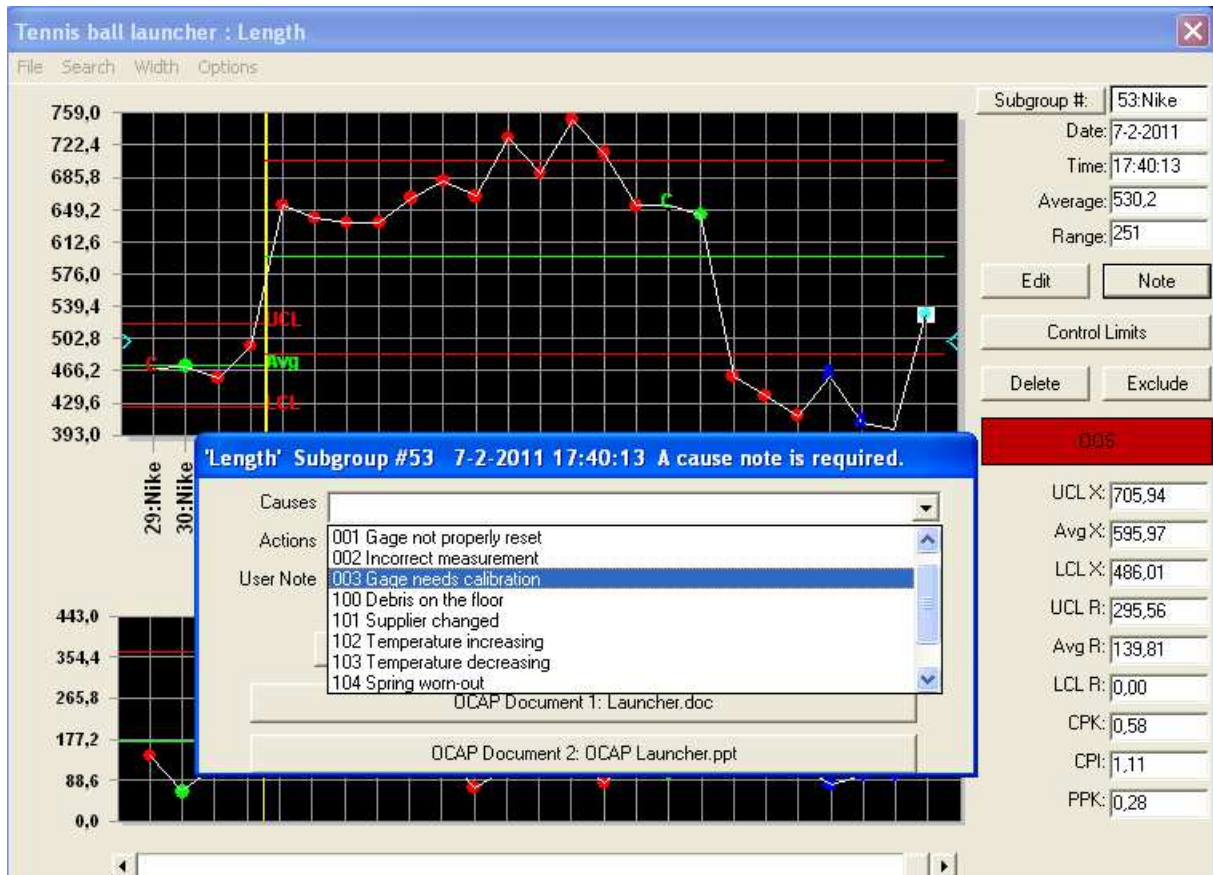 Tennis ball launcher : Length
File Search Width Options
759,0
722,4
685,8
649,2
612,6
576,0
539,4
502,8
466,2
429,6
393,0
UCL
Avg
LCL
C
C
29:Nike
30:Nike
443,0
354,4
265,8
177,2
88,6
0,0
Subgroup #: 53:Nike
Date: 7-2-2011
Time: 17:40:13
Average: 530,2
Range: 251
Edit Note
Control Limits
Delete Exclude
OOS
UCL X: 705,94
Avg X: 595,97
LCL X: 486,01
UCL R: 295,56
Avg R: 139,81
LCL R: 0,00
CPK: 0,58
CPI: 1,11
PPK: 0,28
'Length' Subgroup #53 7-2-2011 17:40:13 A cause note is required.
Causes
Actions
User Note
001 Gage not properly reset
002 Incorrect measurement
003 Gage needs calibration
100 Debris on the floor
101 Supplier changed
102 Temperature increasing
103 Temperature decreasing
104 Spring worn-out
OCAP Document 1: Launcher.doc
OCAP Document 2: OCAP Launcher.ppt